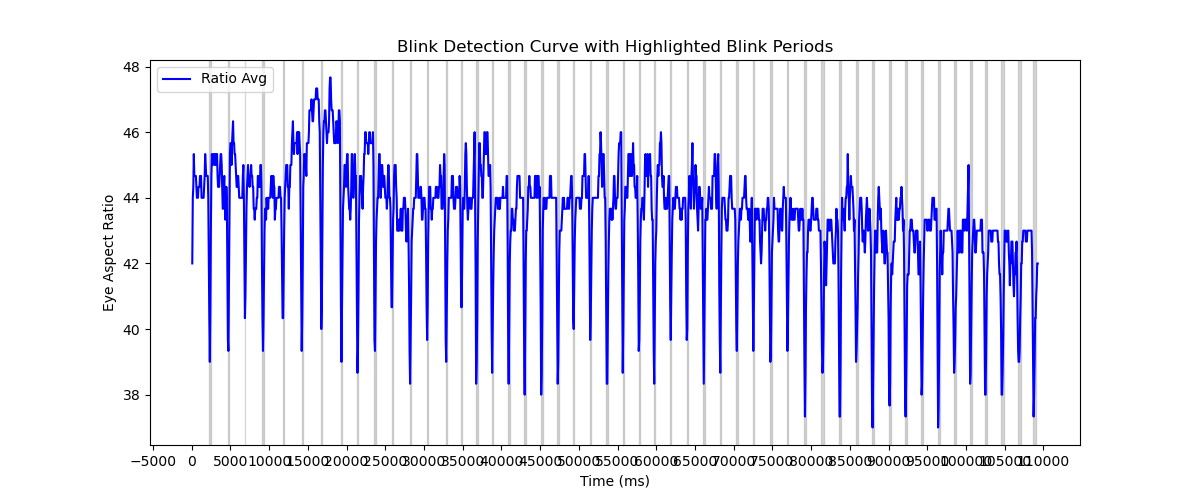 Blink Detection Curve with Highlighted Blink Periods
Ratio Avg
48
46
44
42
40
38
Eye Aspect Ratio
−5000 0 5000 10000 15000 20000 25000 30000 35000 40000 45000 50000 55000 60000 65000 70000 75000 80000 85000 90000 95000 100000 105000 110000
Time (ms)